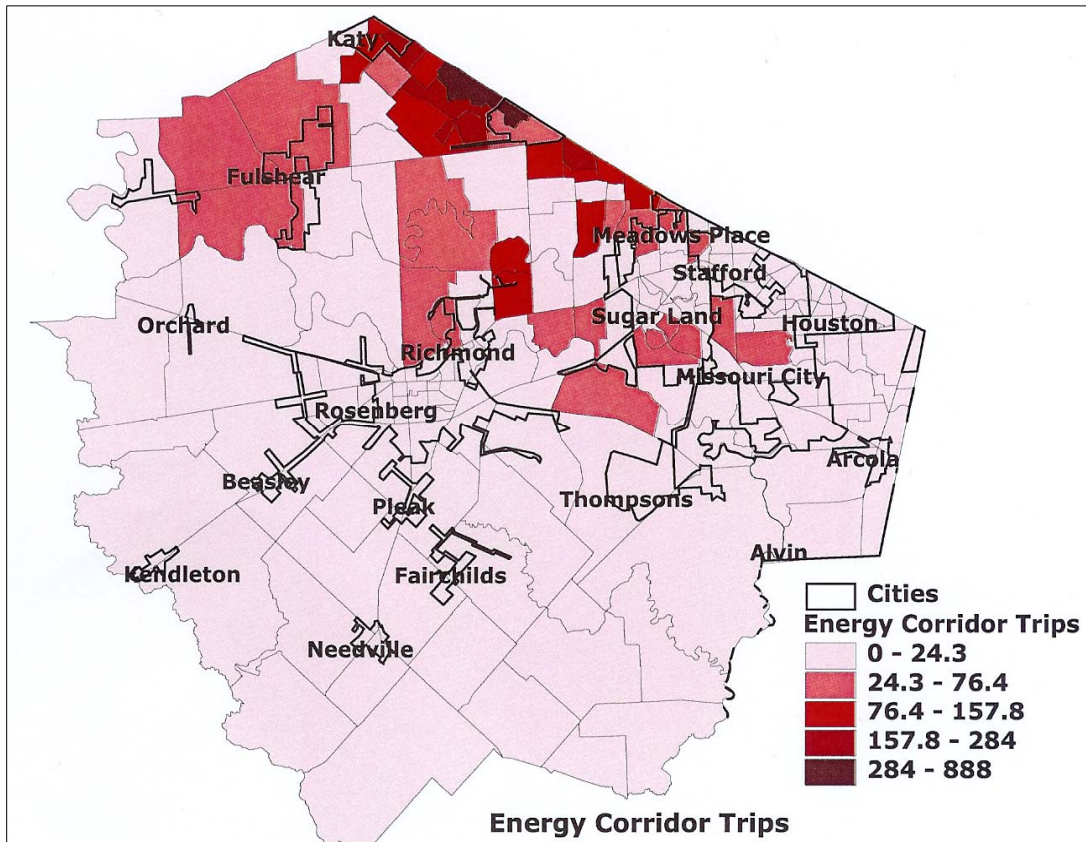 Katy
Fulshear
Meadows Place
Stafford
Orchard
Sugar Land
Houston
Richmond
Missouri City
Rosenberg
Arcola
Beasley
Pleak
Thompsons
Alvin
Kendleton
Fairchilds
Needville
Cities
Energy Corridor Trips
0 - 24.3
24.3 - 76.4
76.4 - 157.8
157.8 - 284
284 - 888
Energy Corridor Trips